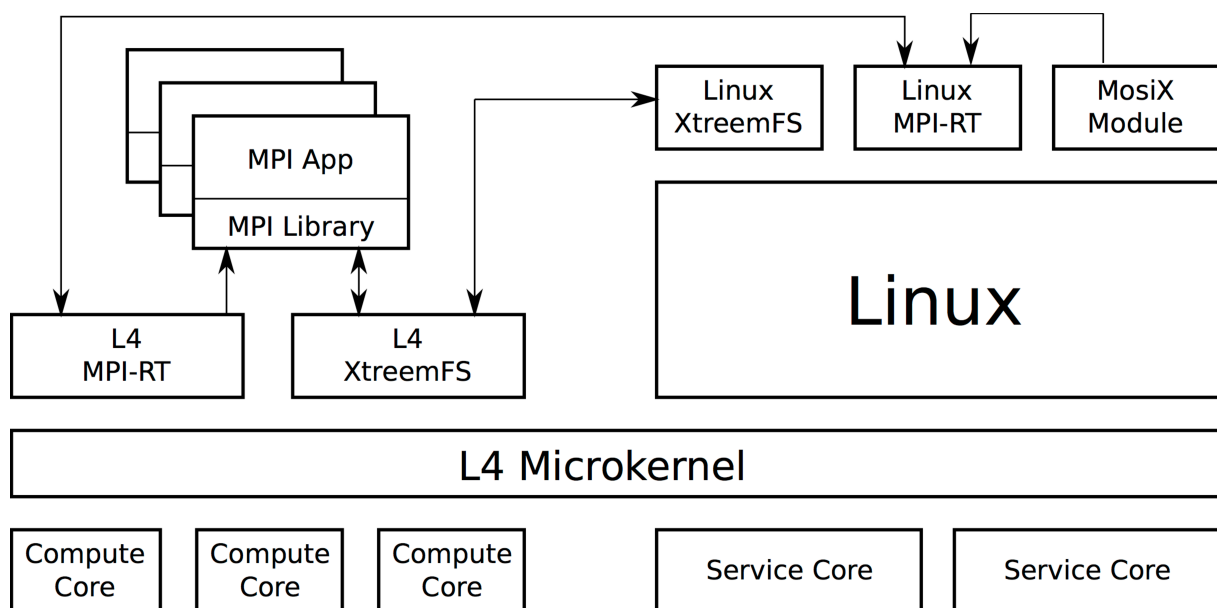 Linux
XtreemFS
Linux
MPI-RT
MosiX
Module
MPI App
MPI Library
L4
MPI-RT
L4
XtreemFS
Linux
L4 Microkernel
Compute
Core
Compute
Core
Compute
Core
Service Core
Service Core